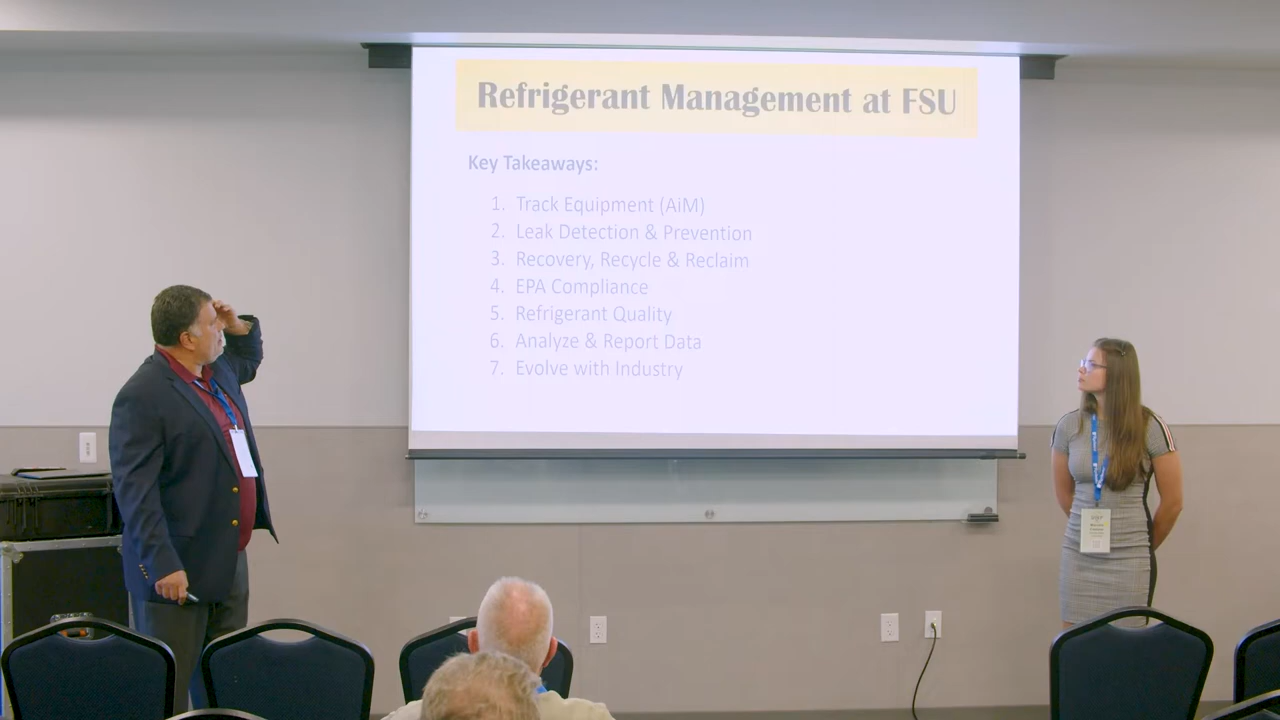 Refrigerant Management at FSU
Key Takeaways:
1. Track Equipment (AiM)
2. Leak Detection & Prevention
3. Recovery, Recycle & Reclaim
4. EPA Compliance
5. Refrigerant Quality
6. Analyze & Report Data
7. Evolve with Industry